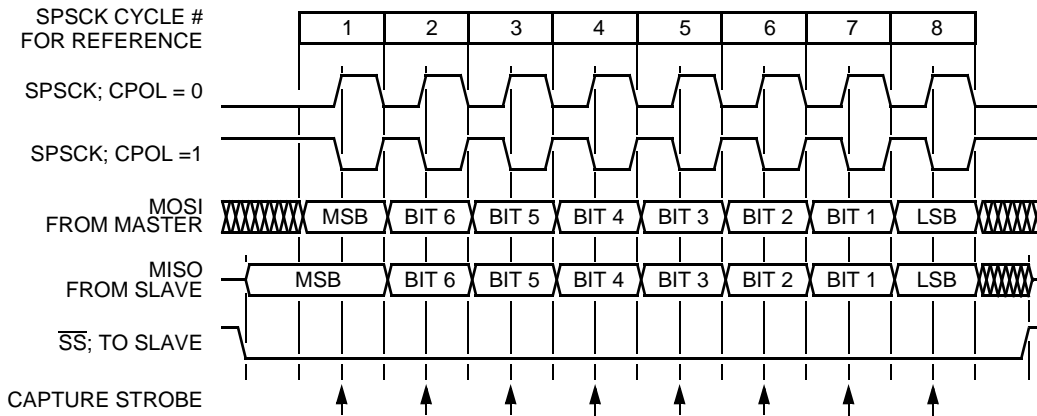 SPSCK CYCLE #
FOR REFERENCE
1 2 3 4 5 6 7 8
SPSCK; CPOL = 0
SPSCK; CPOL =1
MOSI
FROM MASTER
MSB BIT 6 BIT 5 BIT 4 BIT 3 BIT 2 BIT 1 LSB
MISO
FROM SLAVE
MSB BIT 6 BIT 5 BIT 4 BIT 3 BIT 2 BIT 1 LSB
SS; TO SLAVE
CAPTURE STROBE